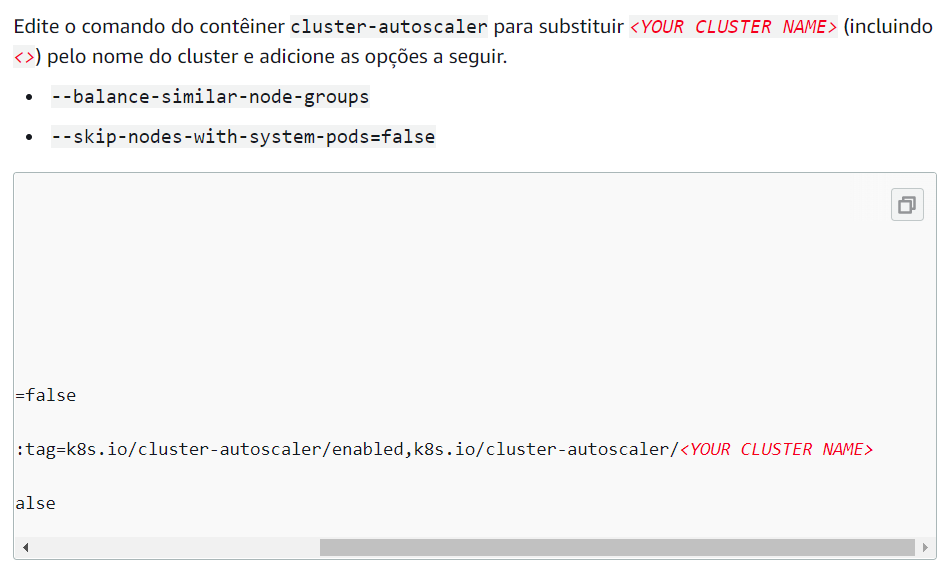 Edite o comando do contêiner cluster-autoscaler para substituir <YOUR CLUSTER NAME> (incluindo
<>) pelo nome do cluster e adicione as opções a seguir.
--balance-similar-node-groups
--skip-nodes-with-system-pods=false
=false
:tag=k8s.io/cluster-autoscaler/enabled,k8s.io/cluster-autoscaler/<YOUR CLUSTER NAME>
alse